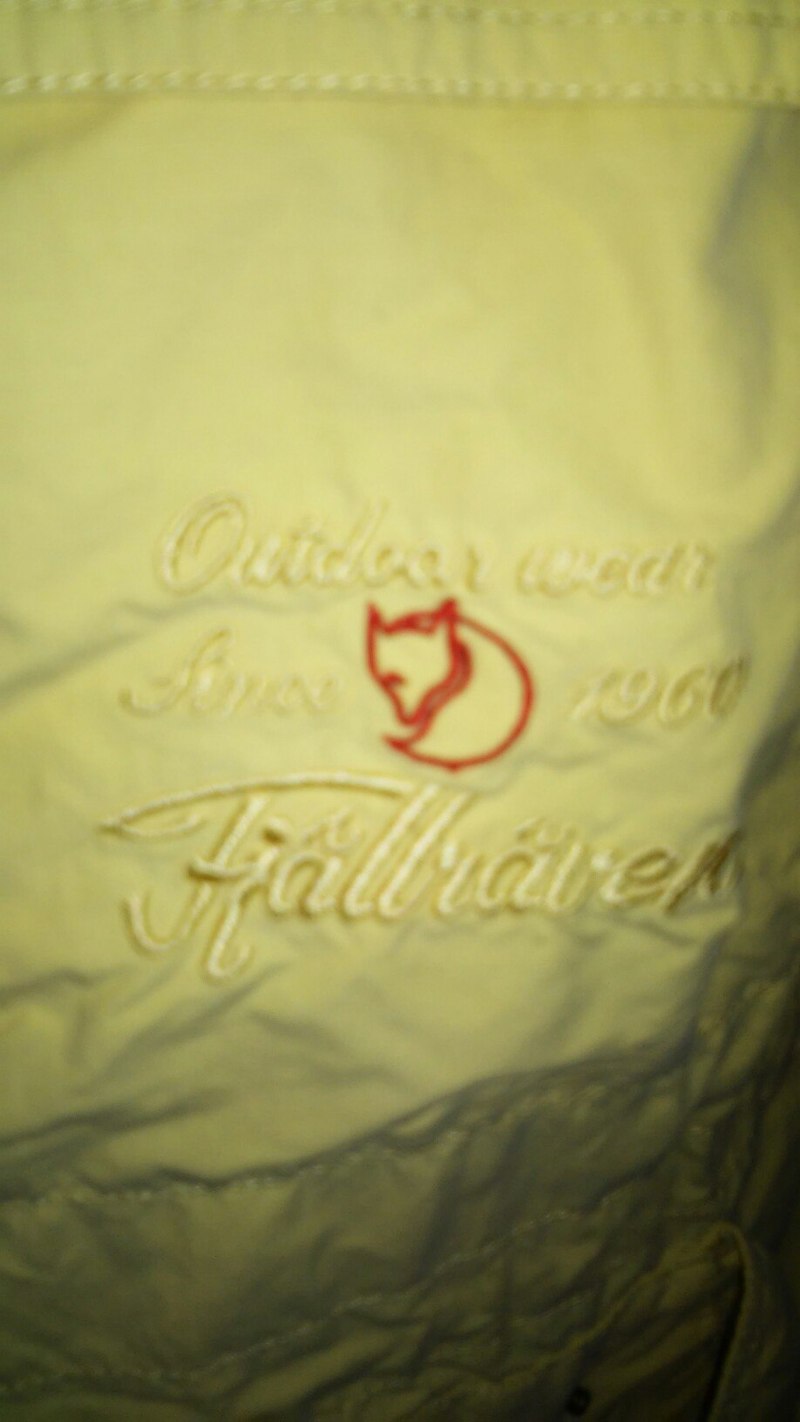 Outdoor wear
Since 1960
Fjällräven